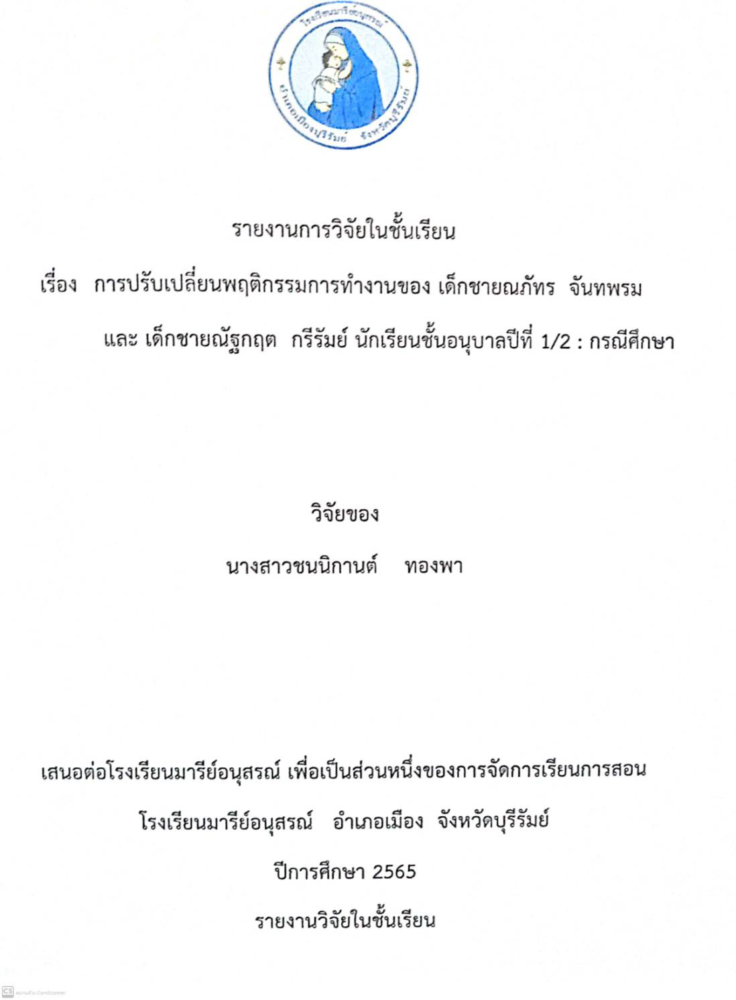 โรงเรียนมารีย์อนุสรณ์
อำเภอเมืองบุรีรัมย์ จังหวัดบุรีรัมย์
รายงานการวิจัยในชั้นเรียน
เรื่อง การปรับเปลี่ยนพฤติกรรมการทำงานของ เด็กชายณภัทร จันทพรม
และ เด็กชายณัฐกฤต กรีรัมย์ นักเรียนชั้นอนุบาลปีที่ 1/2 : กรณีศึกษา
วิจัยของ
นางสาวชนนิกานต์ ทองพา
เสนอต่อโรงเรียนมารีย์อนุสรณ์ เพื่อเป็นส่วนหนึ่งของการจัดการเรียนการสอน
โรงเรียนมารีย์อนุสรณ์ อำเภอเมือง จังหวัดบุรีรัมย์
ปีการศึกษา 2565
รายงานวิจัยในชั้นเรียน
CS สแกนด้วย CamScanner